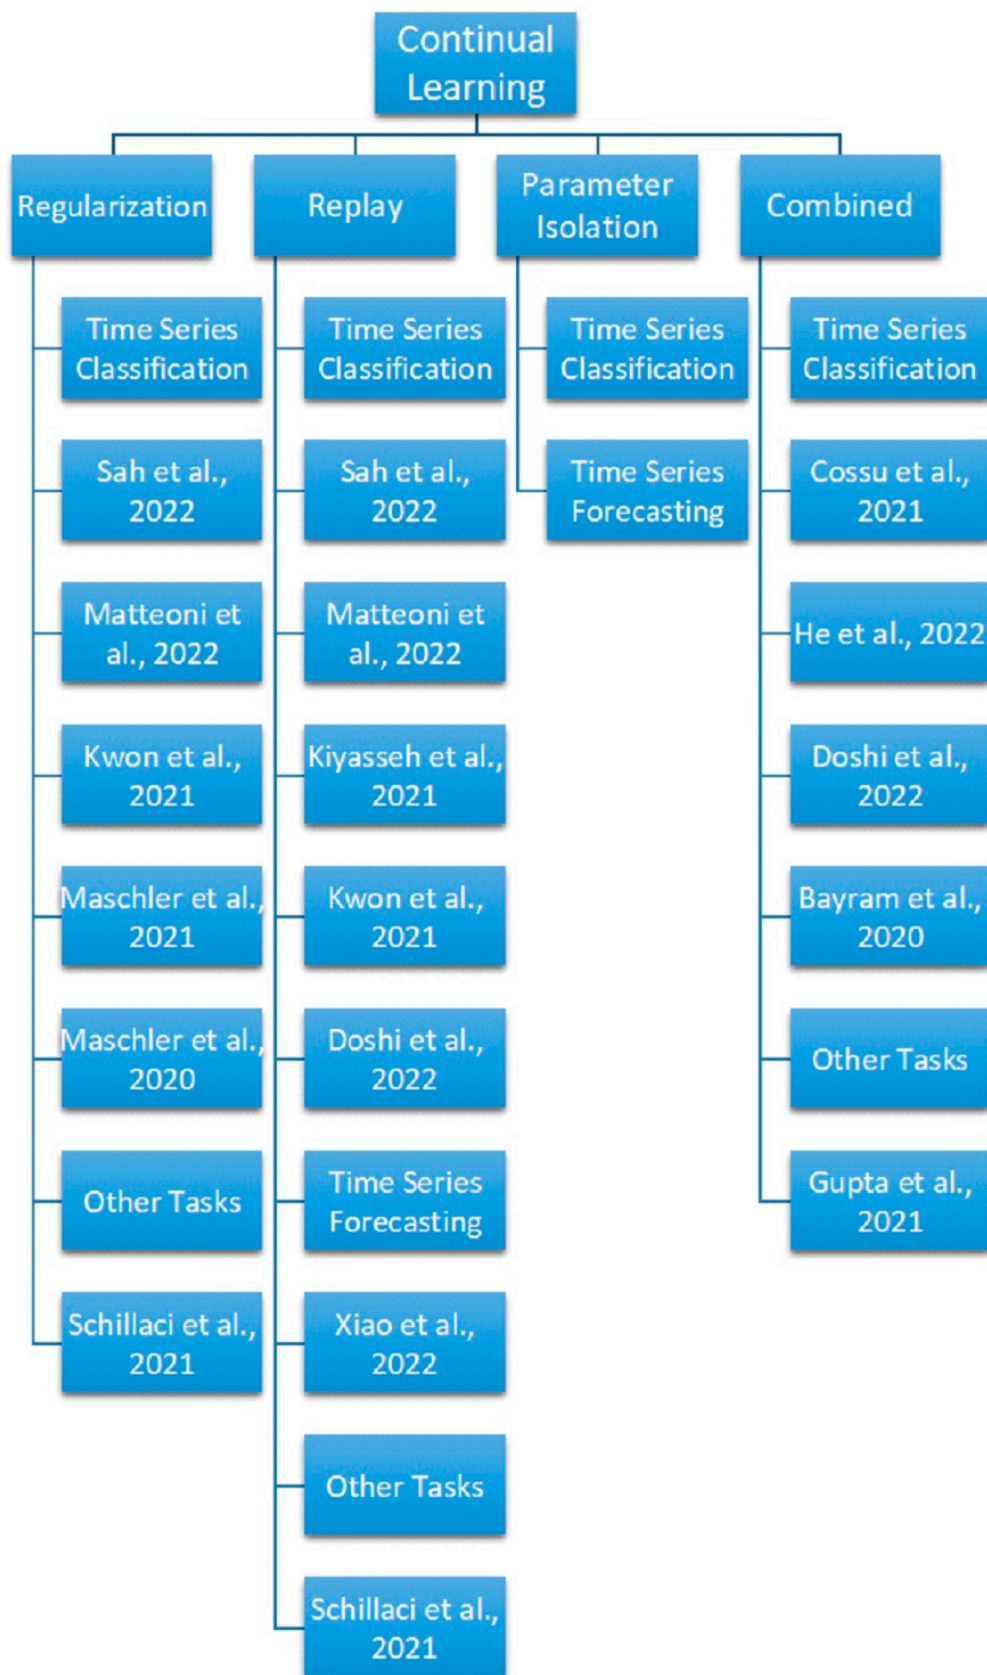 Continual
Learning
Regularization
Replay
Parameter
Isolation
Combined
Time Series
Classification
Sah et al.,
2022
Matteoni et
al., 2022
Kwon et al.,
2021
Maschler et al.,
2021
Maschler et al.,
2020
Other Tasks
Schillaci et al.,
2021
Time Series
Classification
Sah et al.,
2022
Matteoni et
al., 2022
Kiyasseh et al.,
2021
Kwon et al.,
2021
Doshi et al.,
2022
Time Series
Forecasting
Xiao et al.,
2022
Other Tasks
Schillaci et al.,
2021
Time Series
Classification
Time Series
Forecasting
Time Series
Classification
Cossu et al.,
2021
He et al., 2022
Doshi et al.,
2022
Bayram et al.,
2020
Other Tasks
Gupta et al.,
2021